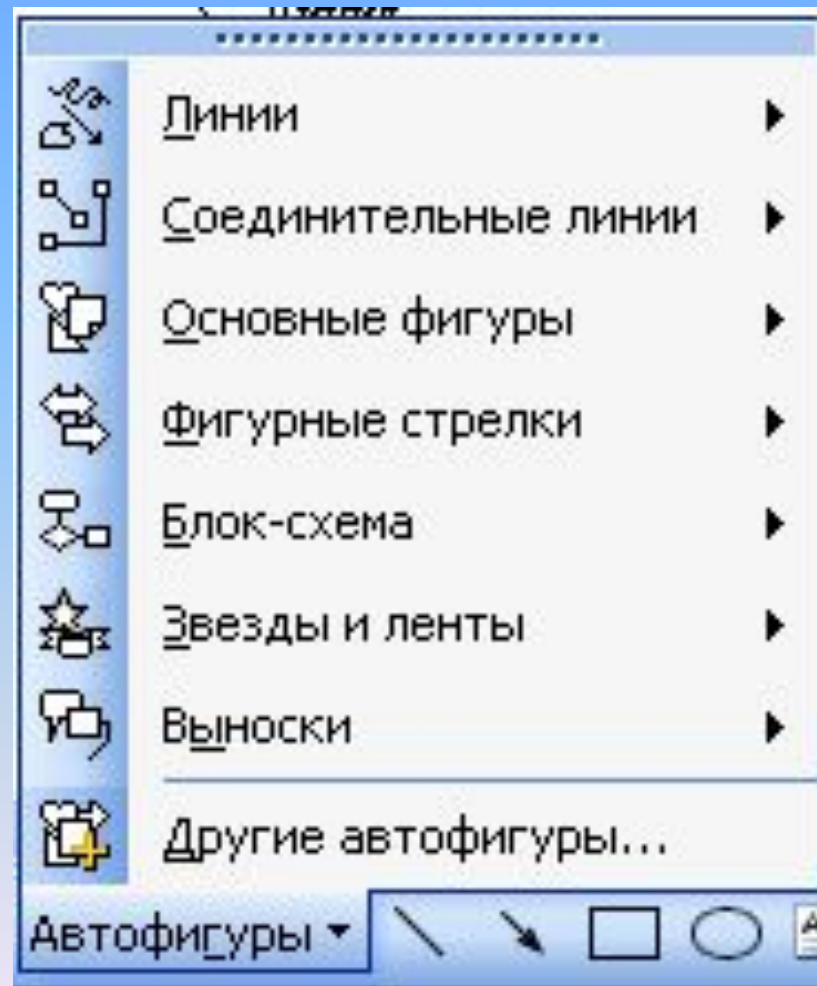 Линии
Соединительные линии
Основные фигуры
Фигурные стрелки
Блок-схема
Звезды и ленты
Выноски
Другие автофигуры...
Автофигуры